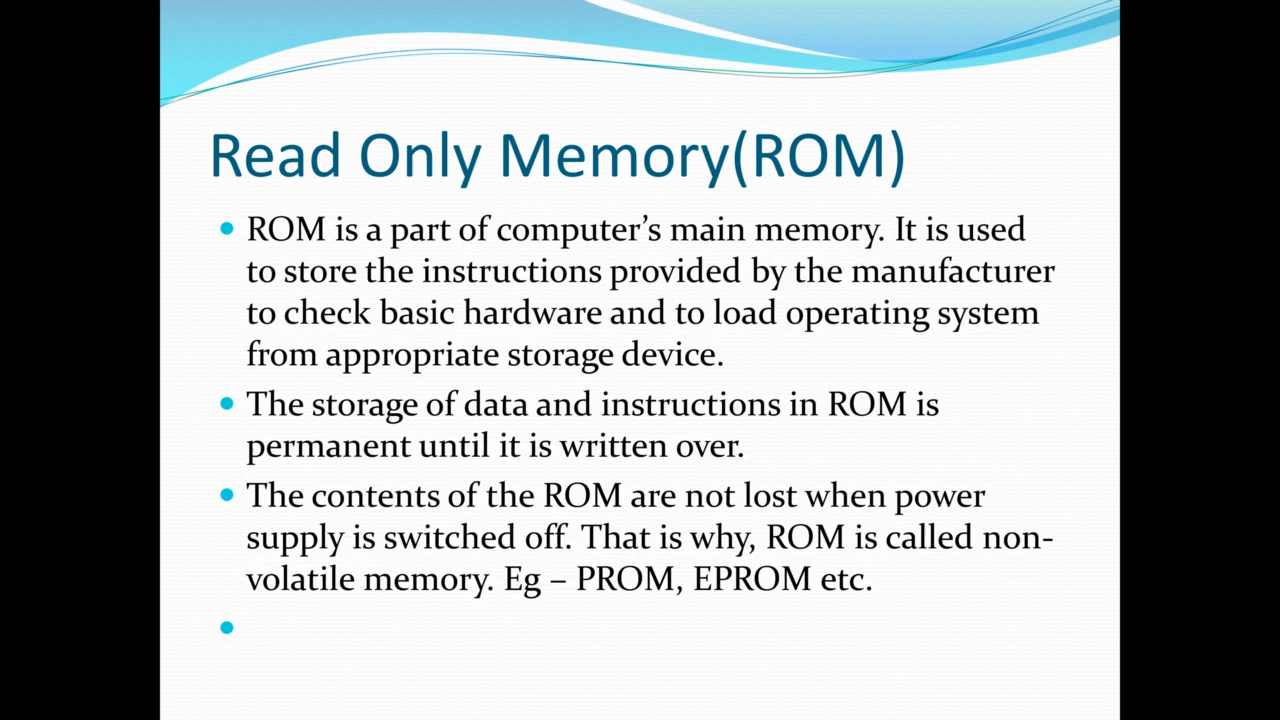 Read Only Memory(ROM)
• ROM is a part of computer’s main memory. It is used
to store the instructions provided by the manufacturer
to check basic hardware and to load operating system
from appropriate storage device.
• The storage of data and instructions in ROM is
permanent until it is written over.
• The contents of the ROM are not lost when power
supply is switched off. That is why, ROM is called non-
volatile memory. Eg – PROM, EPROM etc.
•